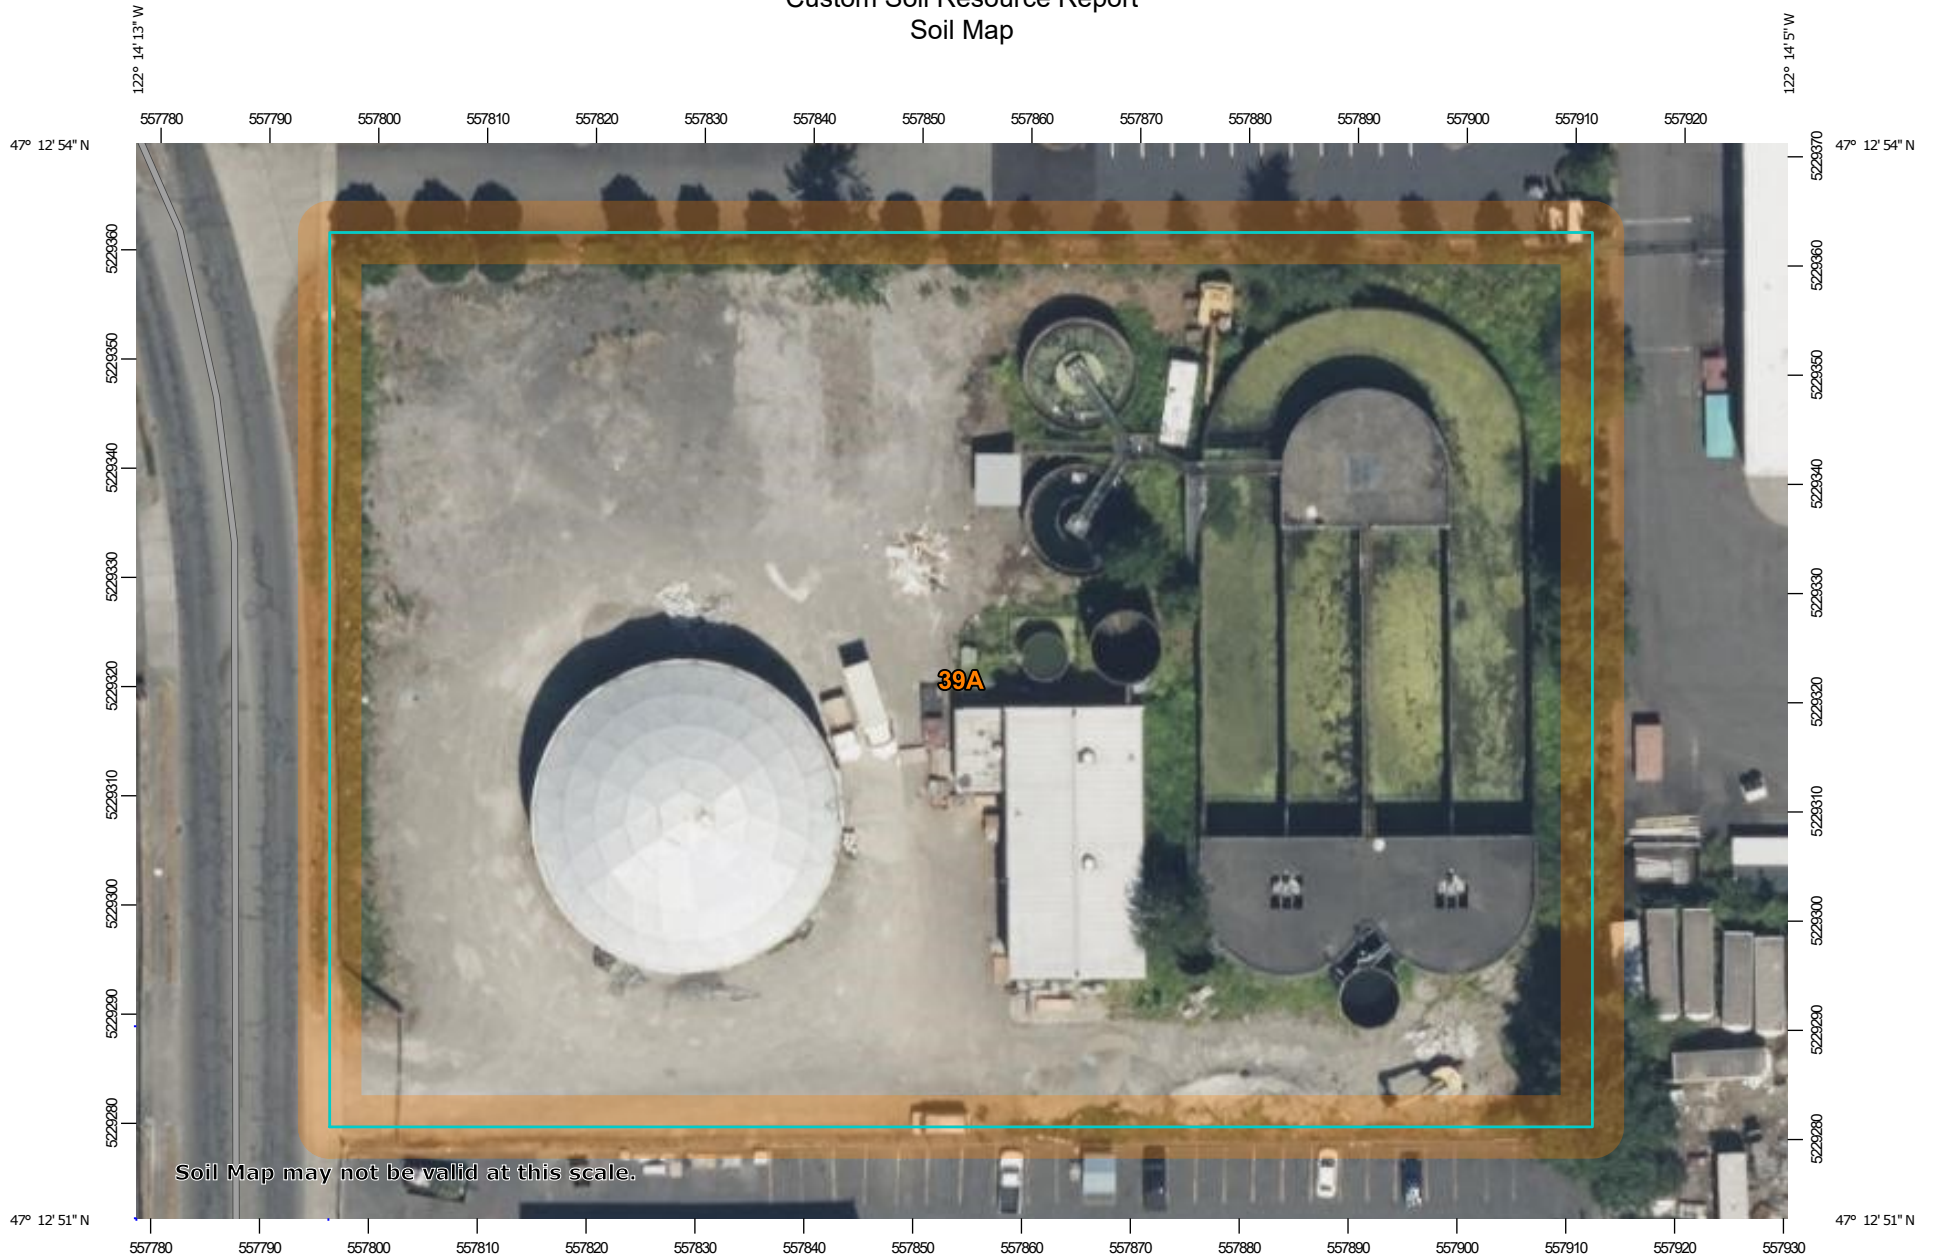 Custom Soil Resource Report
Soil Map
122° 14' 13" W
122° 14' 5" W
557780 557790 557800 557810 557820 557830 557840 557850 557860 557870 557880 557890 557900 557910 557920
47° 12' 54" N
47° 12' 54" N
5229370
5229360
5229360
5229350
5229350
5229340
5229340
5229330
5229330
39A
5229320
5229320
5229310
5229310
5229300
5229300
5229290
5229290
5229280
5229280
Soil Map may not be valid at this scale.
47° 12' 51" N
47° 12' 51" N
557780 557790 557800 557810 557820 557830 557840 557850 557860 557870 557880 557890 557900 557910 557920 557930